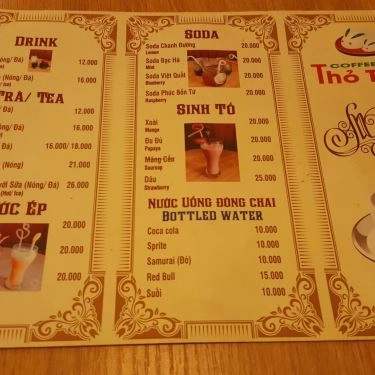 DRINK
(Nóng/ Đá) 12.000
(Nóng/ Đá) 16.000
TRÀ/ TEA
(Nóng/ Đá) 16.000
16.000/18.000
(Nóng) 21.000
Sữa (Nóng/ Đá) 26.000
ÉP
20.000
20.000
20.000
SODA
Soda Chanh Đường 20.000
Lemon
Soda Bạc Hà 20.000
Mint
Soda Việt Quất 20.000
Blueberry
Soda Phúc Bồn Tử 20.000
Raspberry
SINH TỐ
Xoài 20.000
Mango
Đu Đủ 20.000
Papaya
Mãng Cầu 20.000
Soursop
Dâu 25.000
Strawberry
NƯỚC UỐNG ĐÓNG CHAI
BOTTLED WATER
Coca cola 10.000
Sprite 10.000
Samurai (Đỏ) 10.000
Red Bull 15.000
Suối 10.000
COFFEE
Thỏ